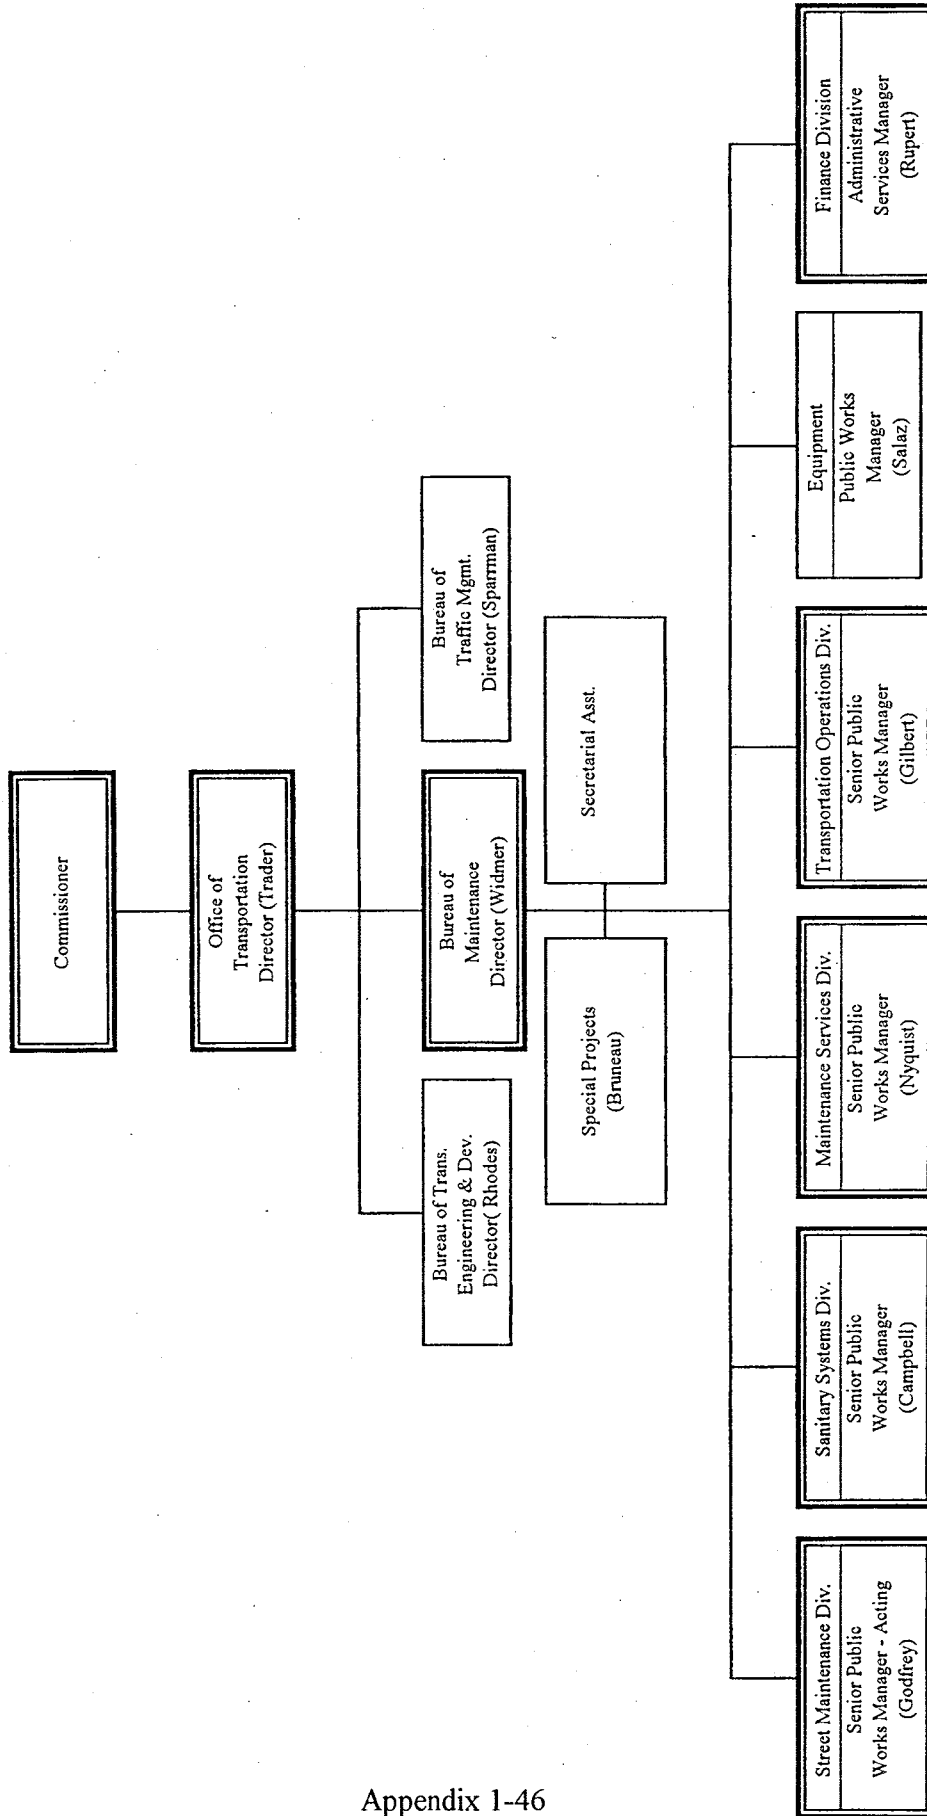 Commissioner
Office of
Transportation
Director (Trader)
Bureau of Trans.
Engineering & Dev.
Director( Rhodes)
Bureau of
Maintenance
Director (Widmer)
Bureau of
Traffic Mgmt.
Director (Sparrman)
Special Projects
(Bruneau)
Secretarial Asst.
Street Maintenance Div.
Senior Public
Works Manager - Acting
(Godfrey)
Sanitary Systems Div.
Senior Public
Works Manager
(Campbell)
Maintenance Services Div.
Senior Public
Works Manager
(Nyquist)
Transportation Operations Div.
Senior Public
Works Manager
(Gilbert)
Equipment
Public Works
Manager
(Salaz)
Finance Division
Administrative
Services Manager
(Rupert)
Appendix 1-46